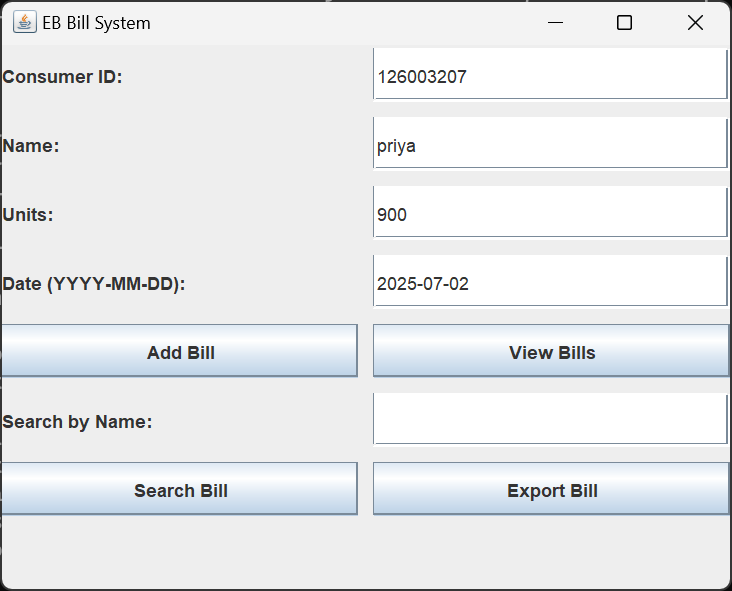 EB Bill System
Consumer ID: 126003207
Name: priya
Units: 900
Date (YYYY-MM-DD): 2025-07-02
Add Bill View Bills
Search by Name:
Search Bill Export Bill